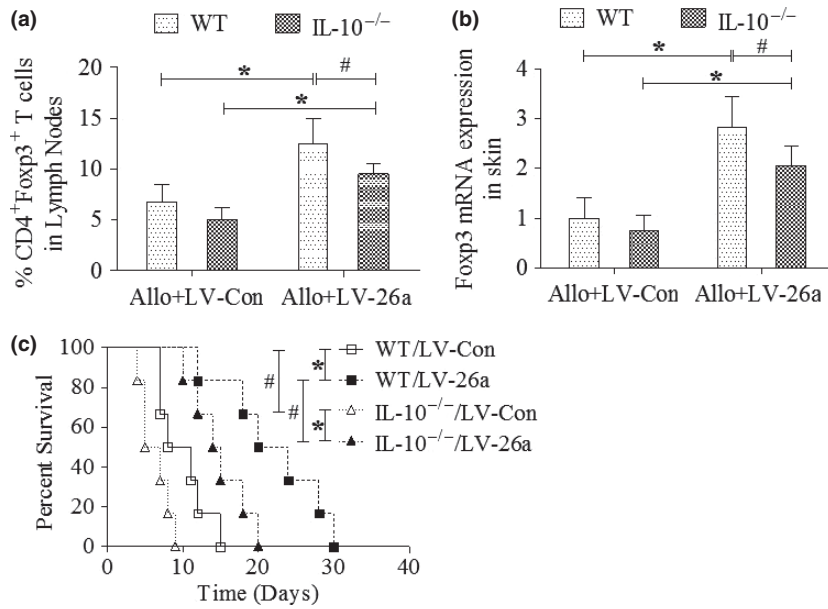 (a)
WT
IL-10⁻/⁻
% CD4⁺Foxp3⁺ T cells
in Lymph Nodes
20
15
10
5
0
*
#
*
Allo+LV-Con
Allo+LV-26a
(b)
Foxp3 mRNA expression
in skin
4
3
2
1
0
*
#
*
Allo+LV-Con
Allo+LV-26a
(c)
Percent Survival
100
80
60
40
20
0
0
10
20
30
40
Time (Days)
WT/LV-Con
WT/LV-26a
IL-10⁻/⁻/LV-Con
IL-10⁻/⁻/LV-26a
#
*
#
*